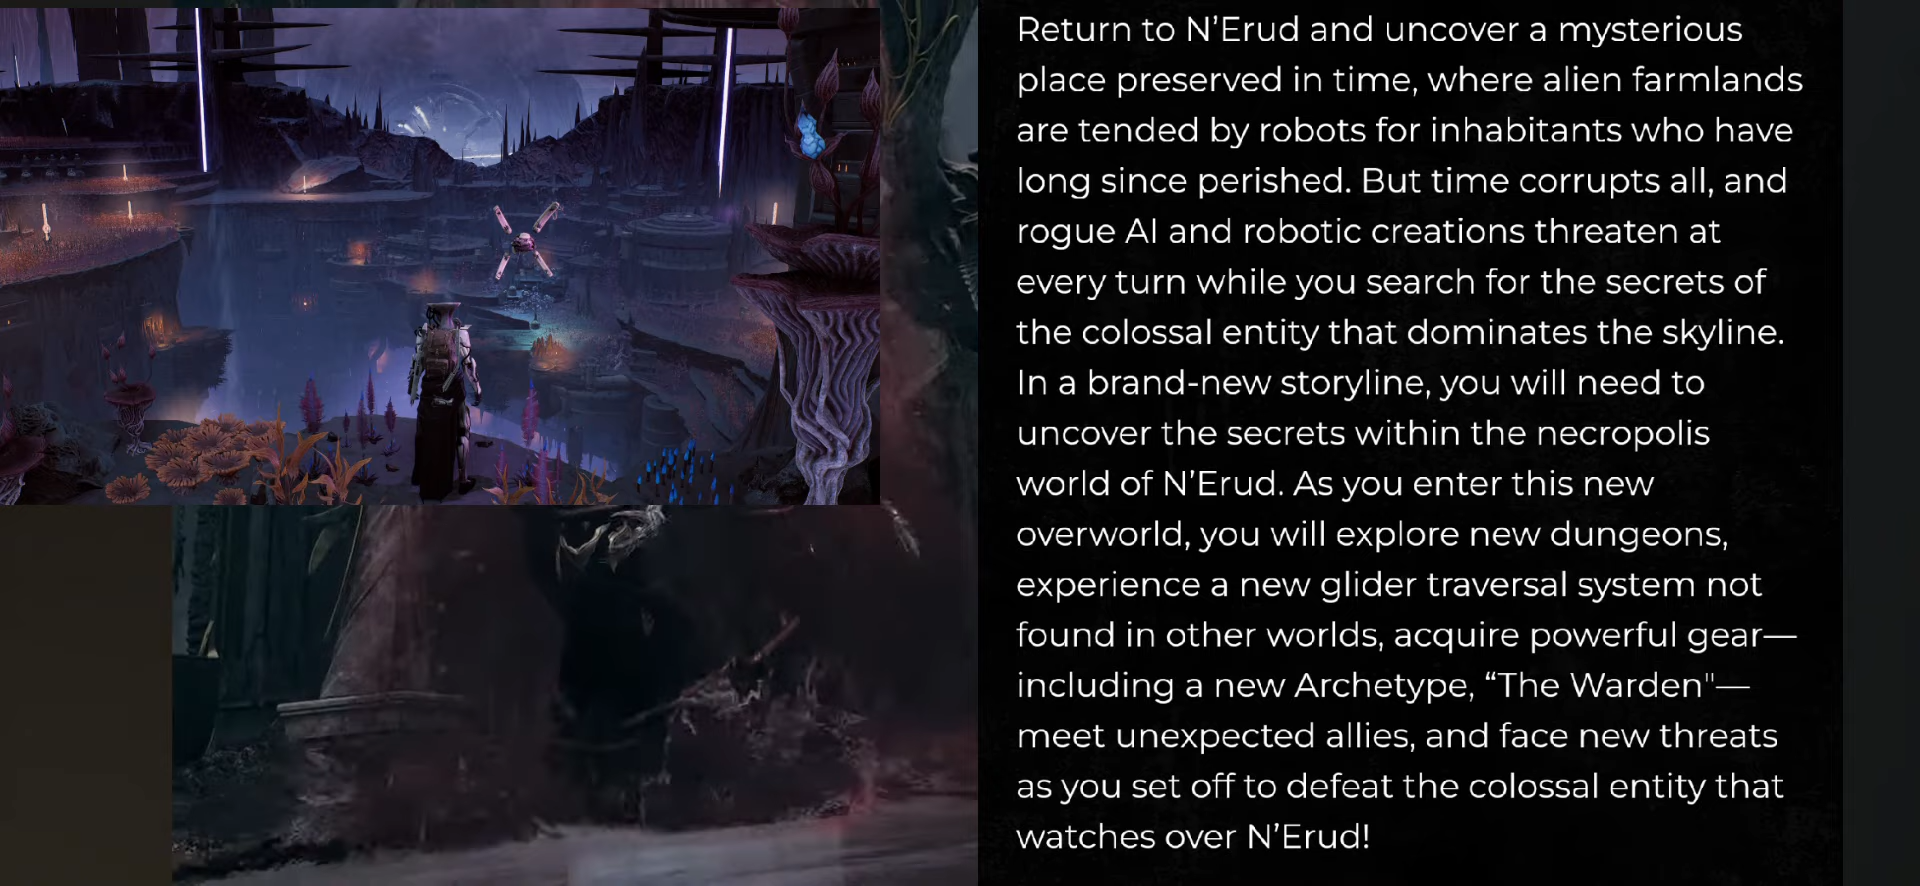 Return to N’Erud and uncover a mysterious
place preserved in time, where alien farmlands
are tended by robots for inhabitants who have
long since perished. But time corrupts all, and
rogue AI and robotic creations threaten at
every turn while you search for the secrets of
the colossal entity that dominates the skyline.
In a brand-new storyline, you will need to
uncover the secrets within the necropolis
world of N’Erud. As you enter this new
overworld, you will explore new dungeons,
experience a new glider traversal system not
found in other worlds, acquire powerful gear—
including a new Archetype, “The Warden"—
meet unexpected allies, and face new threats
as you set off to defeat the colossal entity that
watches over N’Erud!